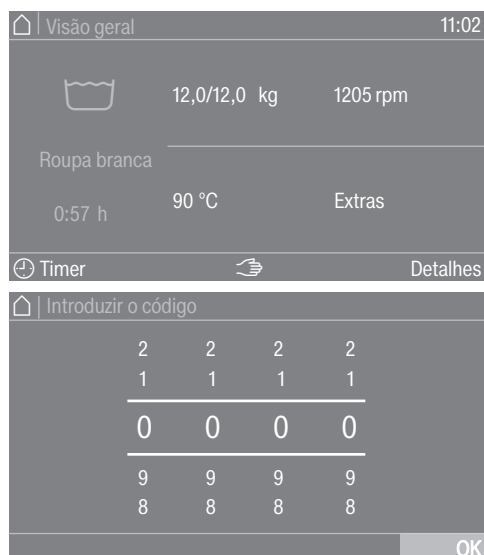 Visão geral 11:02
12,0/12,0 kg 1205 rpm
Roupa branca
0:57 h
90 °C Extras
Timer Detalhes
Introduzir o código
2 2 2 2
1 1 1 1
0 0 0 0
9 9 9 9
8 8 8 8
OK